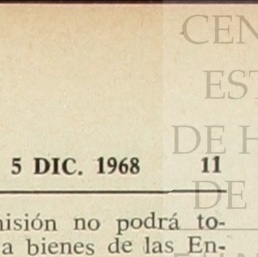 CEN
EST
DE H
DE
5 DIC. 1968 11
misión no podrá to-
a bienes de las En-